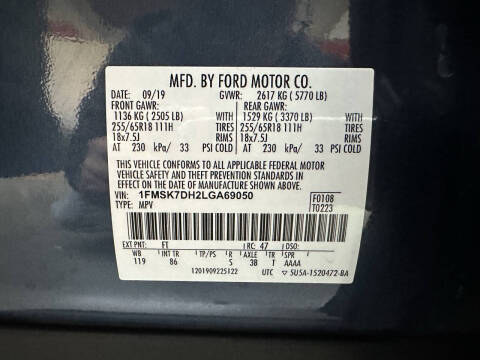 MFD. BY FORD MOTOR CO.
DATE: 09/19 GVWR: 2617 KG ( 5770 LB)
FRONT GAWR: REAR GAWR:
1136 KG ( 2505 LB) WITH 1529 KG ( 3370 LB) WITH
255/65R18 111H TIRES 255/65R18 111H TIRES
18x7.5J RIMS 18x7.5J RIMS
AT 230 kPa/ 33 PSI COLD AT 230 kPa/ 33 PSI COLD
THIS VEHICLE CONFORMS TO ALL APPLICABLE FEDERAL MOTOR
VEHICLE SAFETY AND THEFT PREVENTION STANDARDS IN EFFECT
ON THE DATE OF MANUFACTURE SHOWN ABOVE.
VIN: 1FMSK7DH2LGA69050 F0108
TYPE: MPV T0223
EXT PNT: FT RC: 47 DSO:
WB INT TR TP/PS R AXLE TR SPR
119 86 S 3B T AAAA
1201909225122 UTC 5U5A-1520472-BA